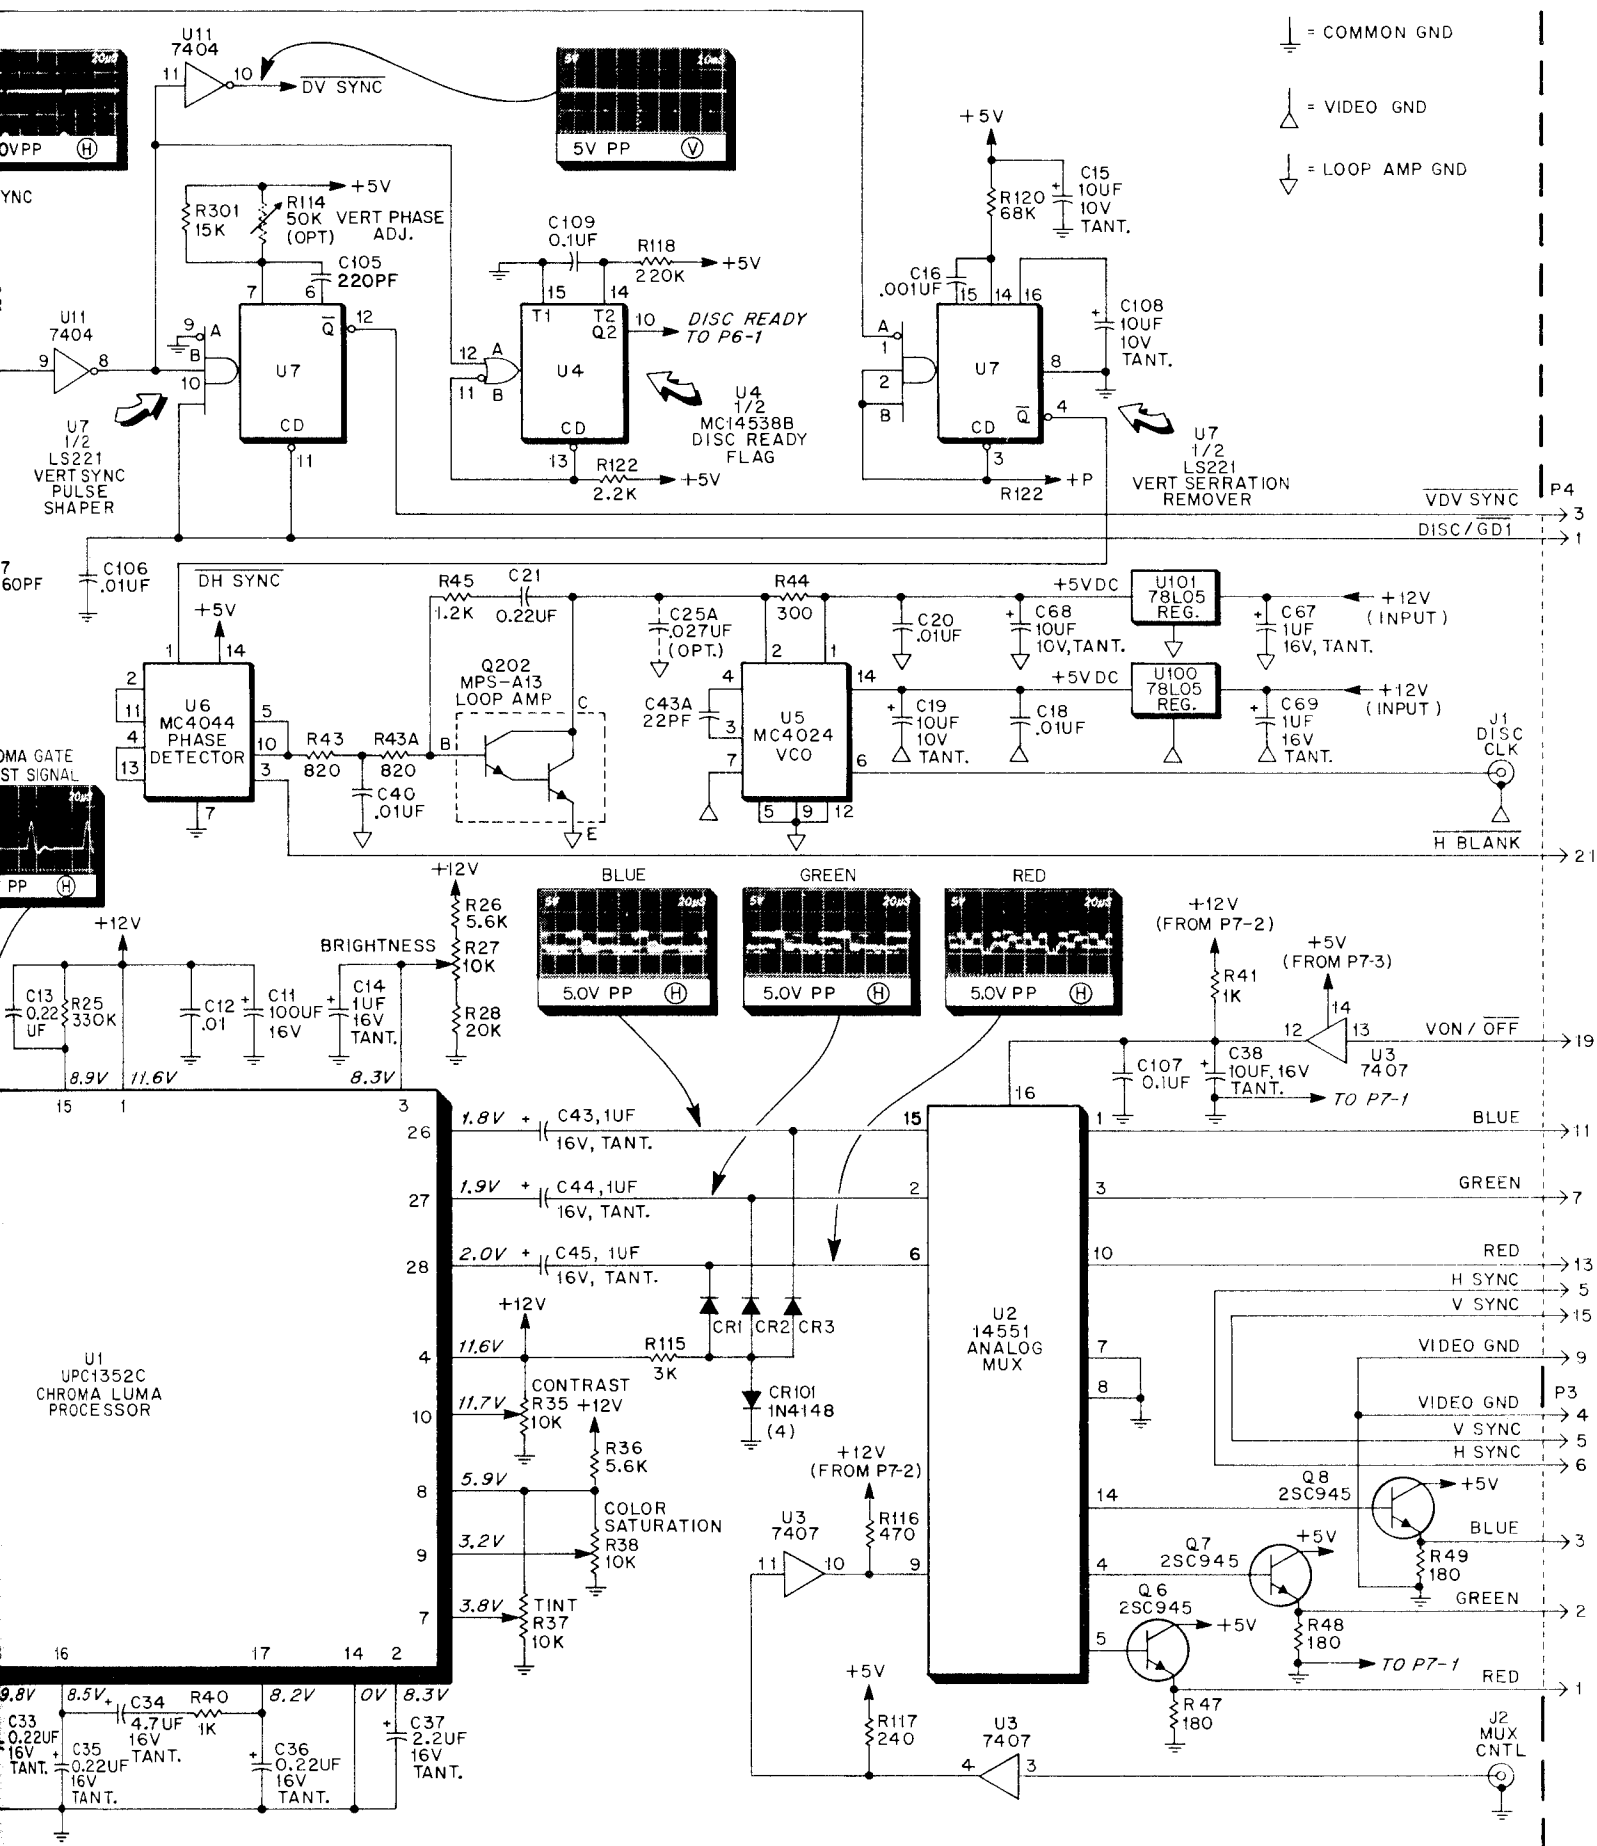 U11
7404
11
10
DV SYNC
20µS
0VPP
H
YNC
5V
10mS
5V PP
V
= COMMON GND
= VIDEO GND
= LOOP AMP GND
R301
15K
R114
50K
(OPT)
+5V
VERT PHASE
ADJ.
C105
220PF
7
6
U11
7404
9
8
9
A
B
10
U7
Q
12
CD
11
U7
1/2
LS221
VERT SYNC
PULSE
SHAPER
C109
0.1UF
R118
220K
+5V
15
14
T1
T2
Q2
10
DISC READY
TO P6-1
12
A
11
B
U4
CD
13
R122
2.2K
+5V
U4
1/2
MC14538B
DISC READY
FLAG
+5V
R120
68K
C15
10UF
10V
TANT.
C16
.001UF
15
14
16
C108
10UF
10V
TANT.
A
1
2
B
U7
8
Q
4
CD
3
R122
+P
U7
1/2
LS221
VERT SERRATION
REMOVER
VDV SYNC
P4
3
DISC/GD1
1
7
60PF
C106
.01UF
DH SYNC
+5V
1
14
2
11
4
13
U6
MC4044
PHASE
DETECTOR
5
10
3
7
R43
820
R43A
820
C40
.01UF
R45
1.2K
C21
0.22UF
Q202
MPS-A13
LOOP AMP
B
C
E
C25A
.027UF
(OPT.)
R44
300
2
1
C43A
22PF
4
3
7
U5
MC4024
VCO
14
6
5
9
12
C20
.01UF
C68
10UF
10V, TANT.
+5VDC
U101
78L05
REG.
C67
1UF
16V, TANT.
+12V
(INPUT)
C19
10UF
10V
TANT.
C18
.01UF
+5VDC
U100
78L05
REG.
C69
1UF
16V
TANT.
+12V
(INPUT)
J1
DISC
CLK
H BLANK
21
OMA GATE
ST SIGNAL
20µS
PP
H
BLUE
5V
20µS
5.0V PP
H
GREEN
5V
20µS
5.0V PP
H
RED
5V
20µS
5.0V PP
H
+12V
C13
0.22
UF
R25
330K
C12
.01
C11
100UF
16V
C14
1UF
16V
TANT.
BRIGHTNESS
+12V
R26
5.6K
R27
10K
R28
20K
8.9V
11.6V
8.3V
15
1
3
+12V
(FROM P7-2)
R41
1K
+5V
(FROM P7-3)
14
12
13
U3
7407
VON / OFF
19
C107
0.1UF
C38
10UF, 16V
TANT.
TO P7-1
16
26
1.8V
C43, 1UF
16V, TANT.
15
1
BLUE
11
27
1.9V
C44, 1UF
16V, TANT.
2
3
GREEN
7
28
2.0V
C45, 1UF
16V, TANT.
6
10
RED
13
H SYNC
5
V SYNC
15
VIDEO GND
9
P3
VIDEO GND
4
V SYNC
5
H SYNC
6
U1
UPC1352C
CHROMA LUMA
PROCESSOR
+12V
4
11.6V
R115
3K
CR1
CR2
CR3
CR101
1N4148
(4)
10
11.7V
CONTRAST
R35
10K
+12V
R36
5.6K
8
5.9V
COLOR
SATURATION
R38
10K
9
3.2V
7
3.8V
TINT
R37
10K
U2
14551
ANALOG
MUX
7
8
14
4
5
9
Q8
2SC945
+5V
BLUE
3
R49
180
Q7
2SC945
+5V
GREEN
2
R48
180
TO P7-1
Q6
2SC945
+5V
RED
1
R47
180
+12V
(FROM P7-2)
R116
470
U3
7407
11
10
+5V
R117
240
U3
7407
4
3
J2
MUX
CNTL
16
17
14
2
9.8V
8.5V
8.2V
0V
8.3V
C33
0.22UF
16V
TANT.
C34
4.7UF
16V
TANT.
R40
1K
C35
0.22UF
16V
TANT.
C36
0.22UF
16V
TANT.
C37
2.2UF
16V
TANT.